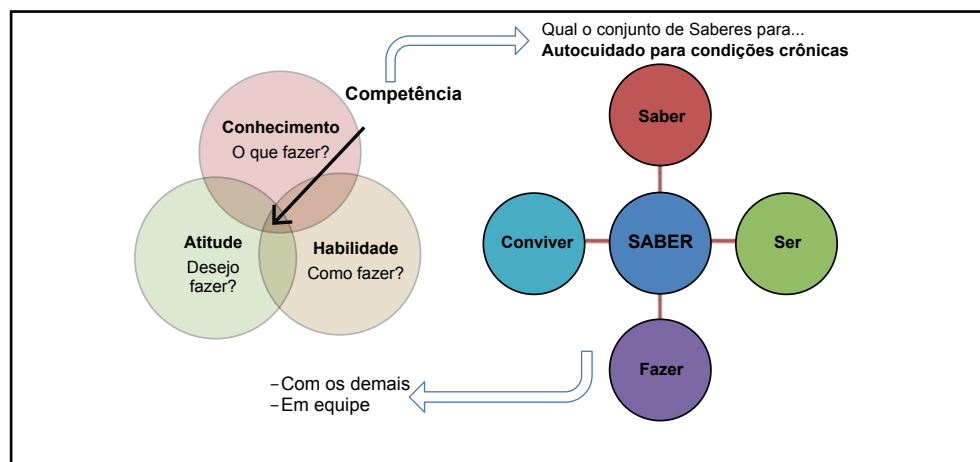 Qual o conjunto de Saberes para...
Autocuidado para condições crônicas
Competência
Conhecimento
O que fazer?
Atitude
Desejo
fazer?
Habilidade
Como fazer?
Saber
Conviver
SABER
Ser
Fazer
–Com os demais
–Em equipe